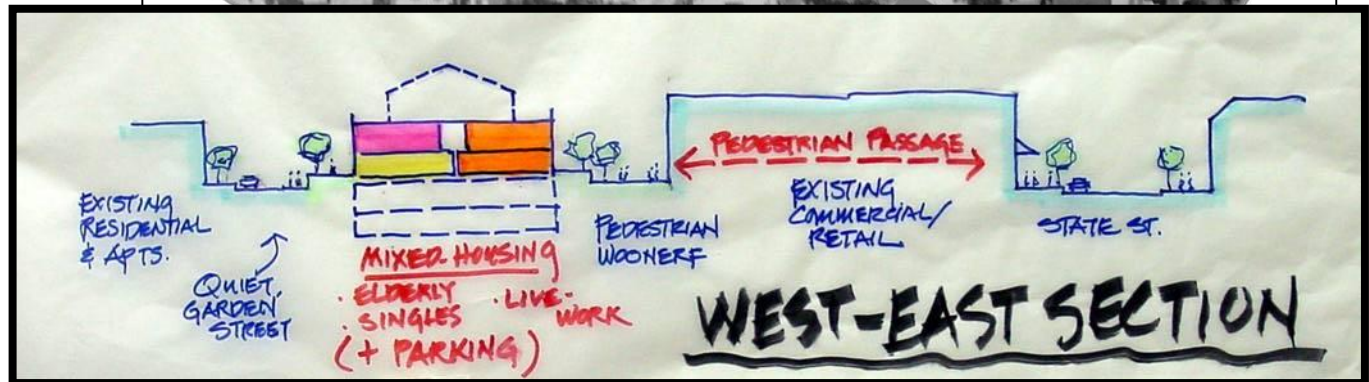 EXISTING
RESIDENTIAL
& APTS.
QUIET,
GARDEN
STREET
MIXED HOUSING
· ELDERLY
· SINGLES
· LIVE-
WORK
(+ PARKING)
PEDESTRIAN
WOONERF
PEDESTRIAN PASSAGE
EXISTING
COMMERCIAL/
RETAIL
STATE ST.
WEST-EAST SECTION